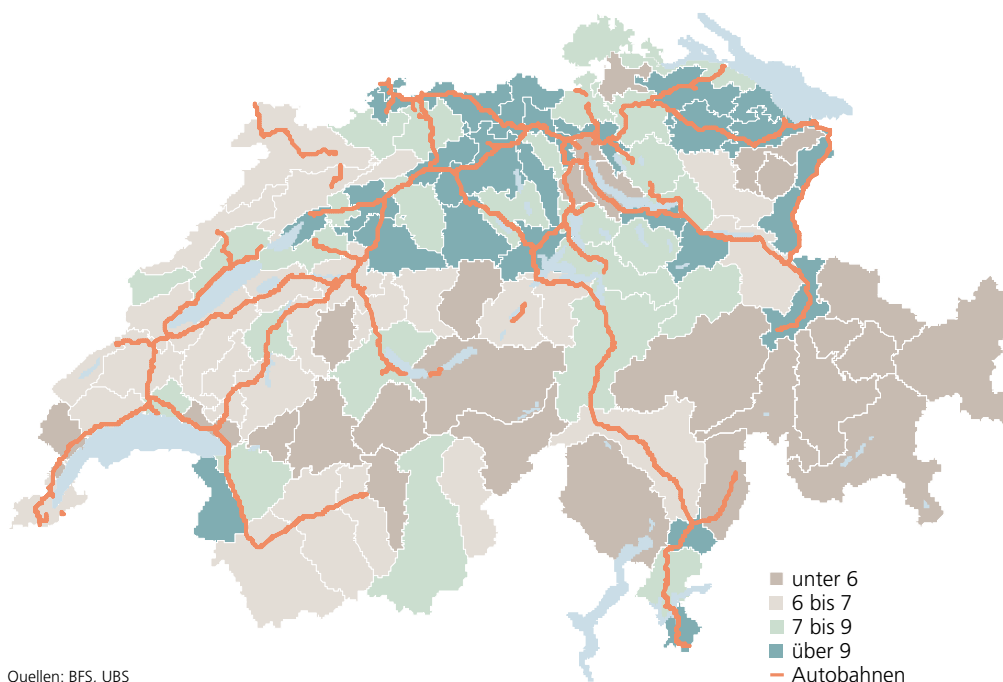 unter 6
6 bis 7
7 bis 9
über 9
Autobahnen
Quellen: BFS, UBS